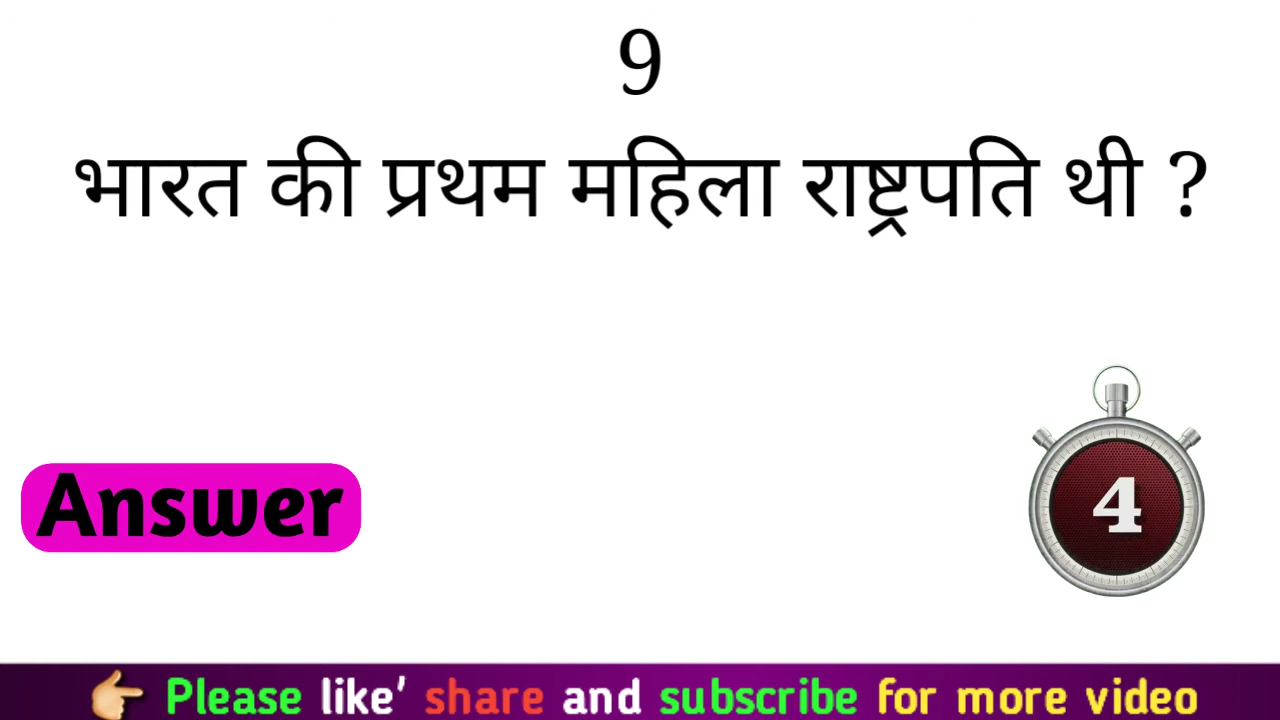 9
भारत की प्रथम महिला राष्ट्रपति थी ?
Answer
4
Please like' share and subscribe for more video